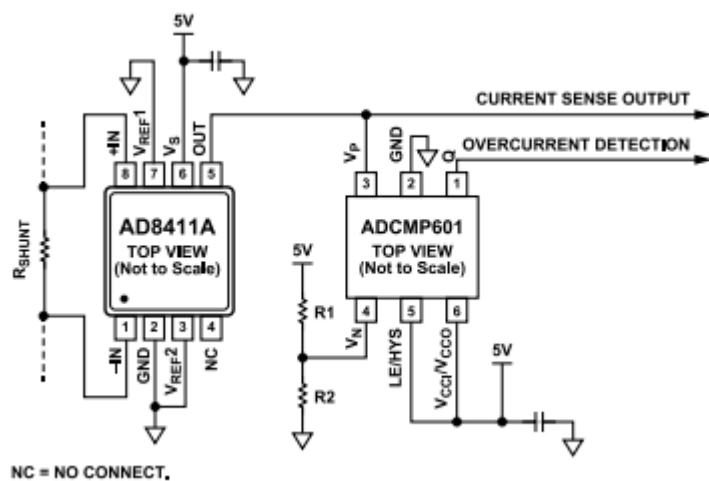 5V
CURRENT SENSE OUTPUT
OVERCURRENT DETECTION
+IN
VREF1
VS
OUT
8
7
6
5
AD8411A
TOP VIEW
(Not to Scale)
1
2
3
4
–IN
GND
VREF2
NC
RSHUNT
VP
GND
Q
3
2
1
ADCMP601
TOP VIEW
(Not to Scale)
4
5
6
VN
LE/HYS
VCCI/VCCO
5V
R1
R2
5V
NC = NO CONNECT.